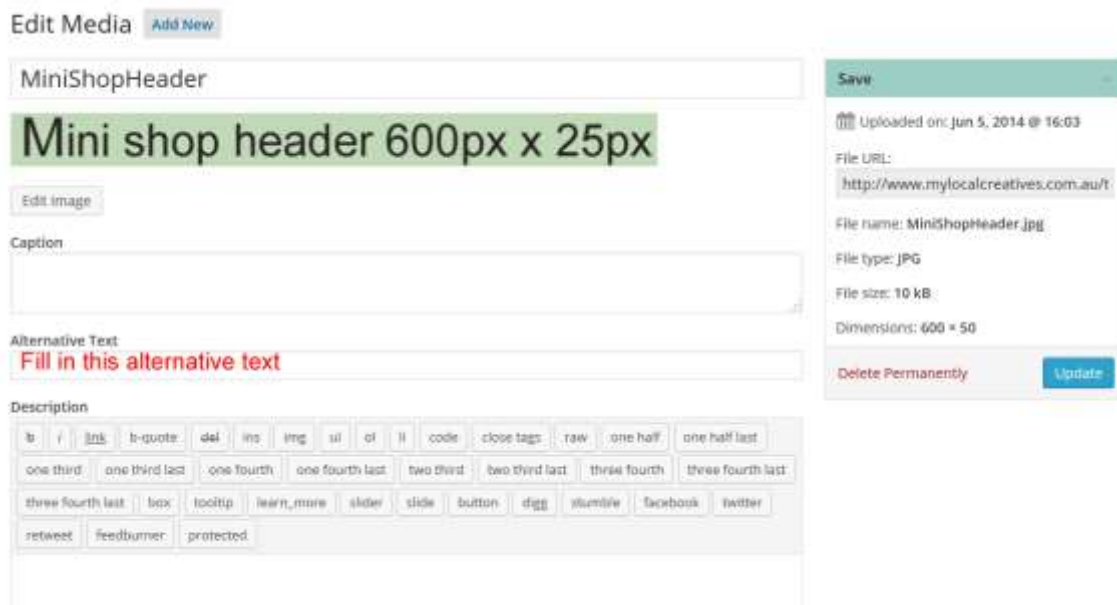 Edit Media Add New
MiniShopHeader
Mini shop header 600px x 25px
Edit Image
Caption
Alternative Text
Fill in this alternative text
Description
b i link b-quote del ins img ul ol li code close tags raw one half one half last
one third one third last one fourth one fourth last two third two third last three fourth three fourth last
three fourth last box tooltip learn_more slider slide button digg stumble facebook twitter
retweet feedburner protected
Save
Uploaded on: Jun 5, 2014 @ 16:03
File URL:
http://www.mylocalcreatives.com.au/t
File name: MiniShopHeader.jpg
File type: JPG
File size: 10 kB
Dimensions: 600 × 50
Delete Permanently Update